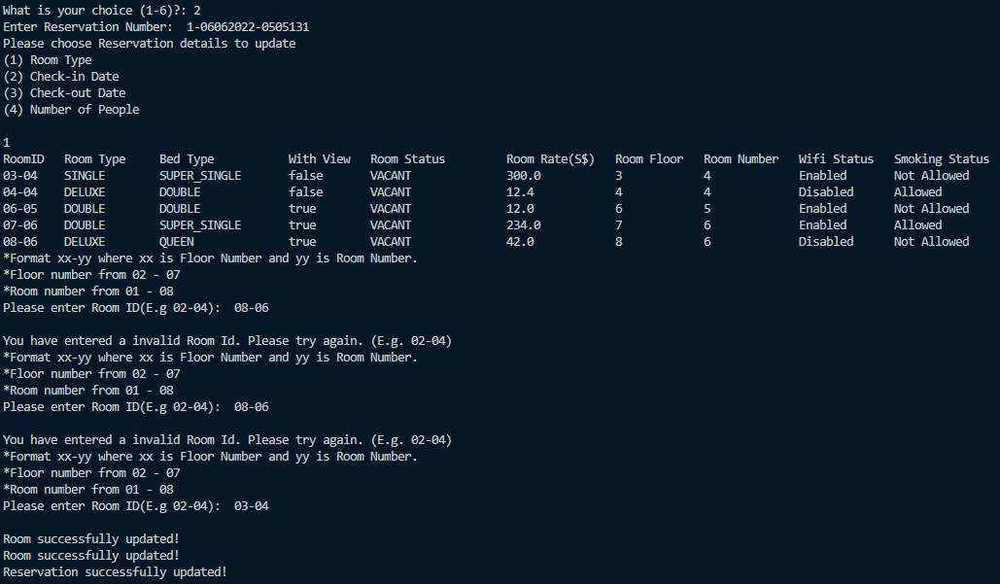 What is your choice (1-6)?: 2
Enter Reservation Number:  1-06062022-0505131
Please choose Reservation details to update
(1) Room Type
(2) Check-in Date
(3) Check-out Date
(4) Number of People
1
RoomID Room Type Bed Type With View Room Status Room Rate(S$) Room Floor Room Number Wifi Status Smoking Status
03-04 SINGLE SUPER_SINGLE false VACANT 300.0 3 4 Enabled Not Allowed
04-04 DELUXE DOUBLE false VACANT 12.4 4 4 Disabled Allowed
06-05 DOUBLE DOUBLE true VACANT 12.0 6 5 Enabled Not Allowed
07-06 DOUBLE SUPER_SINGLE true VACANT 234.0 7 6 Enabled Allowed
08-06 DELUXE QUEEN true VACANT 42.0 8 6 Disabled Not Allowed
*Format xx-yy where xx is Floor Number and yy is Room Number.
*Floor number from 02 - 07
*Room number from 01 - 08
Please enter Room ID(E.g 02-04):  08-06
You have entered a invalid Room Id. Please try again. (E.g. 02-04)
*Format xx-yy where xx is Floor Number and yy is Room Number.
*Floor number from 02 - 07
*Room number from 01 - 08
Please enter Room ID(E.g 02-04):  08-06
You have entered a invalid Room Id. Please try again. (E.g. 02-04)
*Format xx-yy where xx is Floor Number and yy is Room Number.
*Floor number from 02 - 07
*Room number from 01 - 08
Please enter Room ID(E.g 02-04):  03-04
Room successfully updated!
Room successfully updated!
Reservation successfully updated!